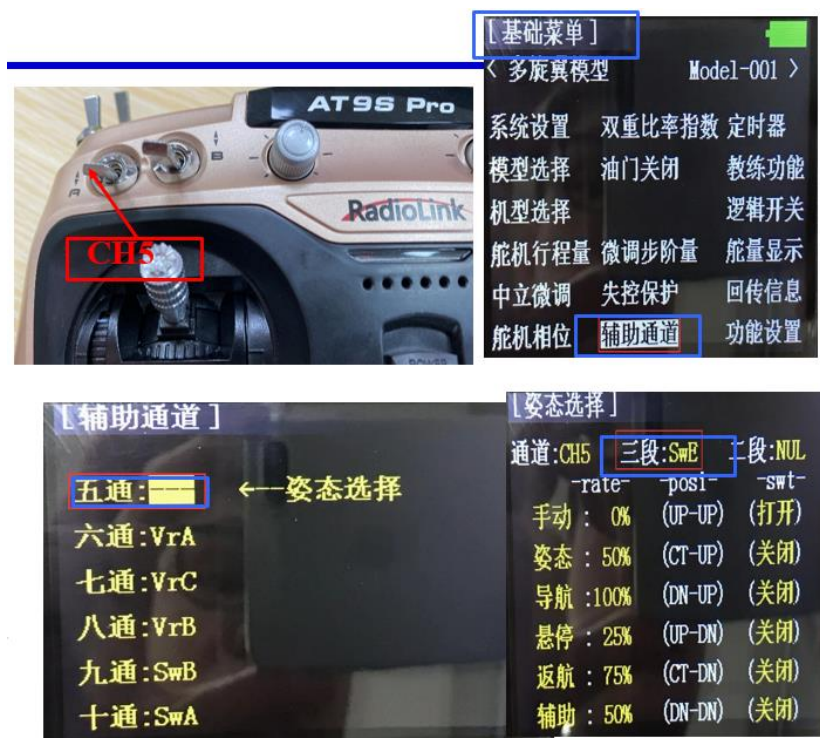 AT9S Pro
B
A
RadioLink
CH5
POWER
[基础菜单]
< 多旋翼模型 Model-001 >
系统设置 双重比率指数 定时器
模型选择 油门关闭 教练功能
机型选择 逻辑开关
舵机行程量 微调步阶量 舵量显示
中立微调 失控保护 回传信息
舵机相位 辅助通道 功能设置
[辅助通道]
五通:--- ←--姿态选择
六通:VrA
七通:VrC
八通:VrB
九通:SwB
十通:SwA
[姿态选择]
通道:CH5 三段:SwE 二段:NUL
-rate- -posi- -swt-
手动: 0% (UP-UP) (打开)
姿态: 50% (CT-UP) (关闭)
导航:100% (DN-UP) (关闭)
悬停: 25% (UP-DN) (关闭)
返航: 75% (CT-DN) (关闭)
辅助: 50% (DN-DN) (关闭)